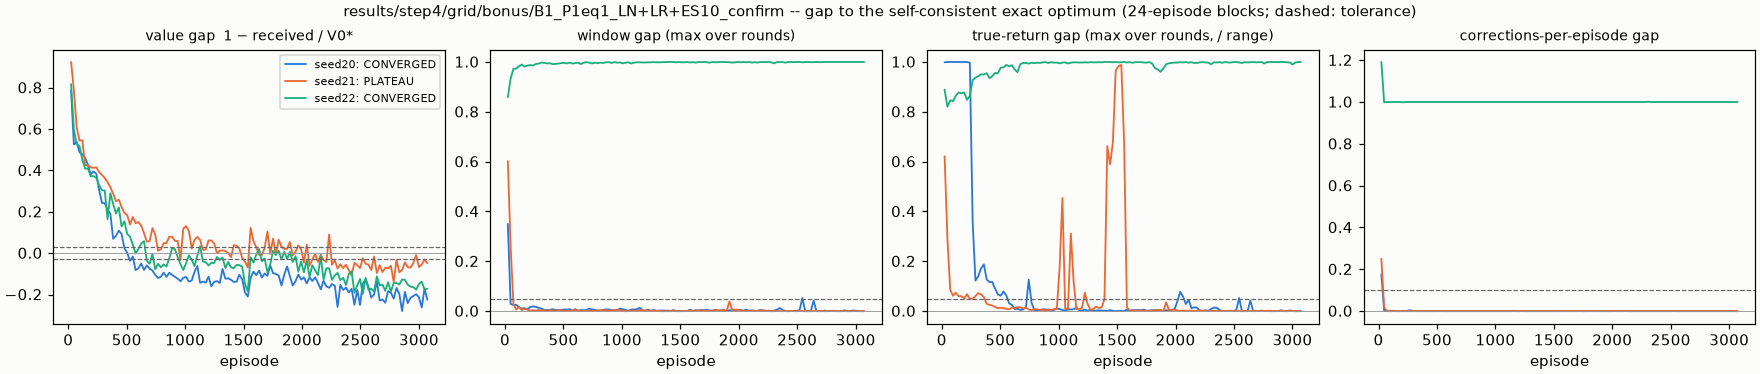 results/step4/grid/bonus/B1_P1eq1_LN+LR+ES10_confirm -- gap to the self-consistent exact optimum (24-episode blocks; dashed: tolerance)
value gap  1 − received / V0*
0.8
0.6
0.4
0.2
0.0
−0.2
0 500 1000 1500 2000 2500 3000
episode
seed20: CONVERGED
seed21: PLATEAU
seed22: CONVERGED
window gap (max over rounds)
1.0
0.8
0.6
0.4
0.2
0.0
0 500 1000 1500 2000 2500 3000
episode
true-return gap (max over rounds, / range)
1.0
0.8
0.6
0.4
0.2
0.0
0 500 1000 1500 2000 2500 3000
episode
corrections-per-episode gap
1.2
1.0
0.8
0.6
0.4
0.2
0.0
0 500 1000 1500 2000 2500 3000
episode